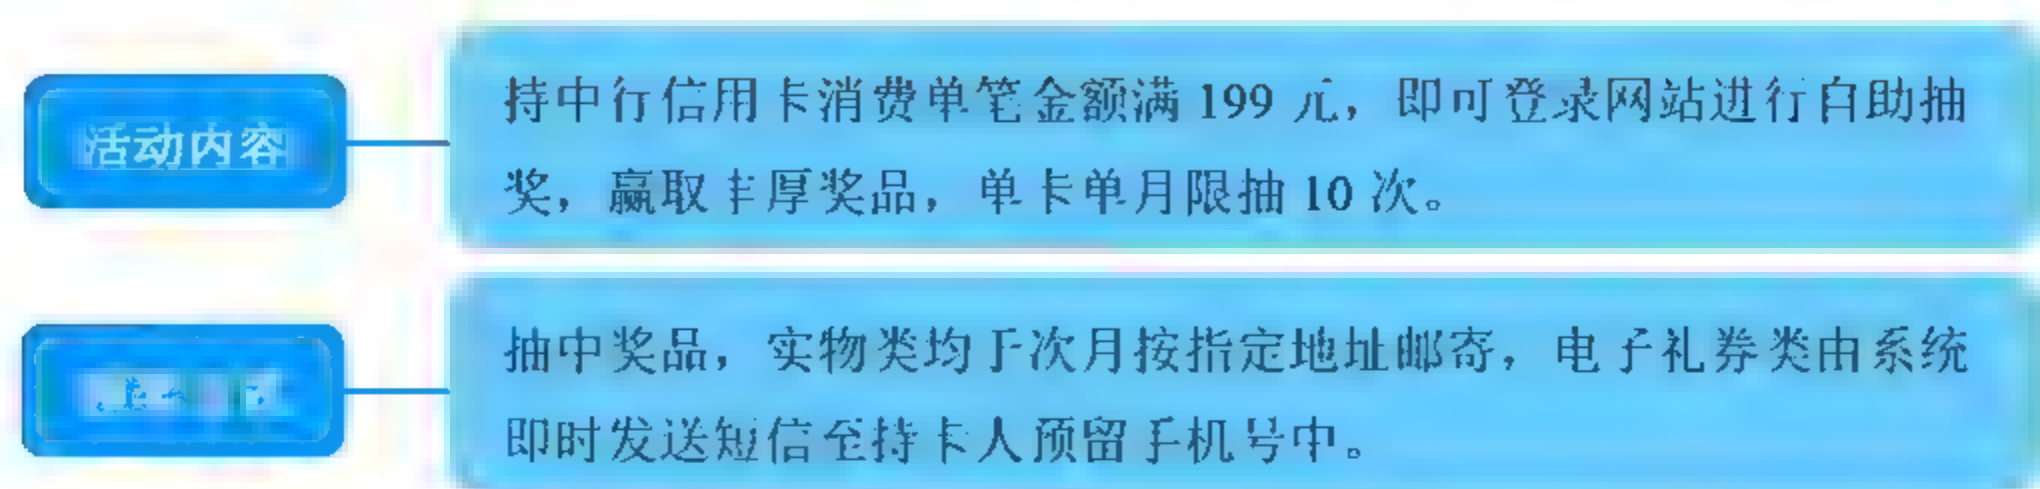 活动内容
持中行信用卡消费单笔金额满 199 元，即可登录网站进行自助抽
奖，赢取丰厚奖品，单卡单月限抽 10 次。
抽中奖品，实物类均于次月按指定地址邮寄，电子礼券类由系统
即时发送短信至持卡人预留手机号中。